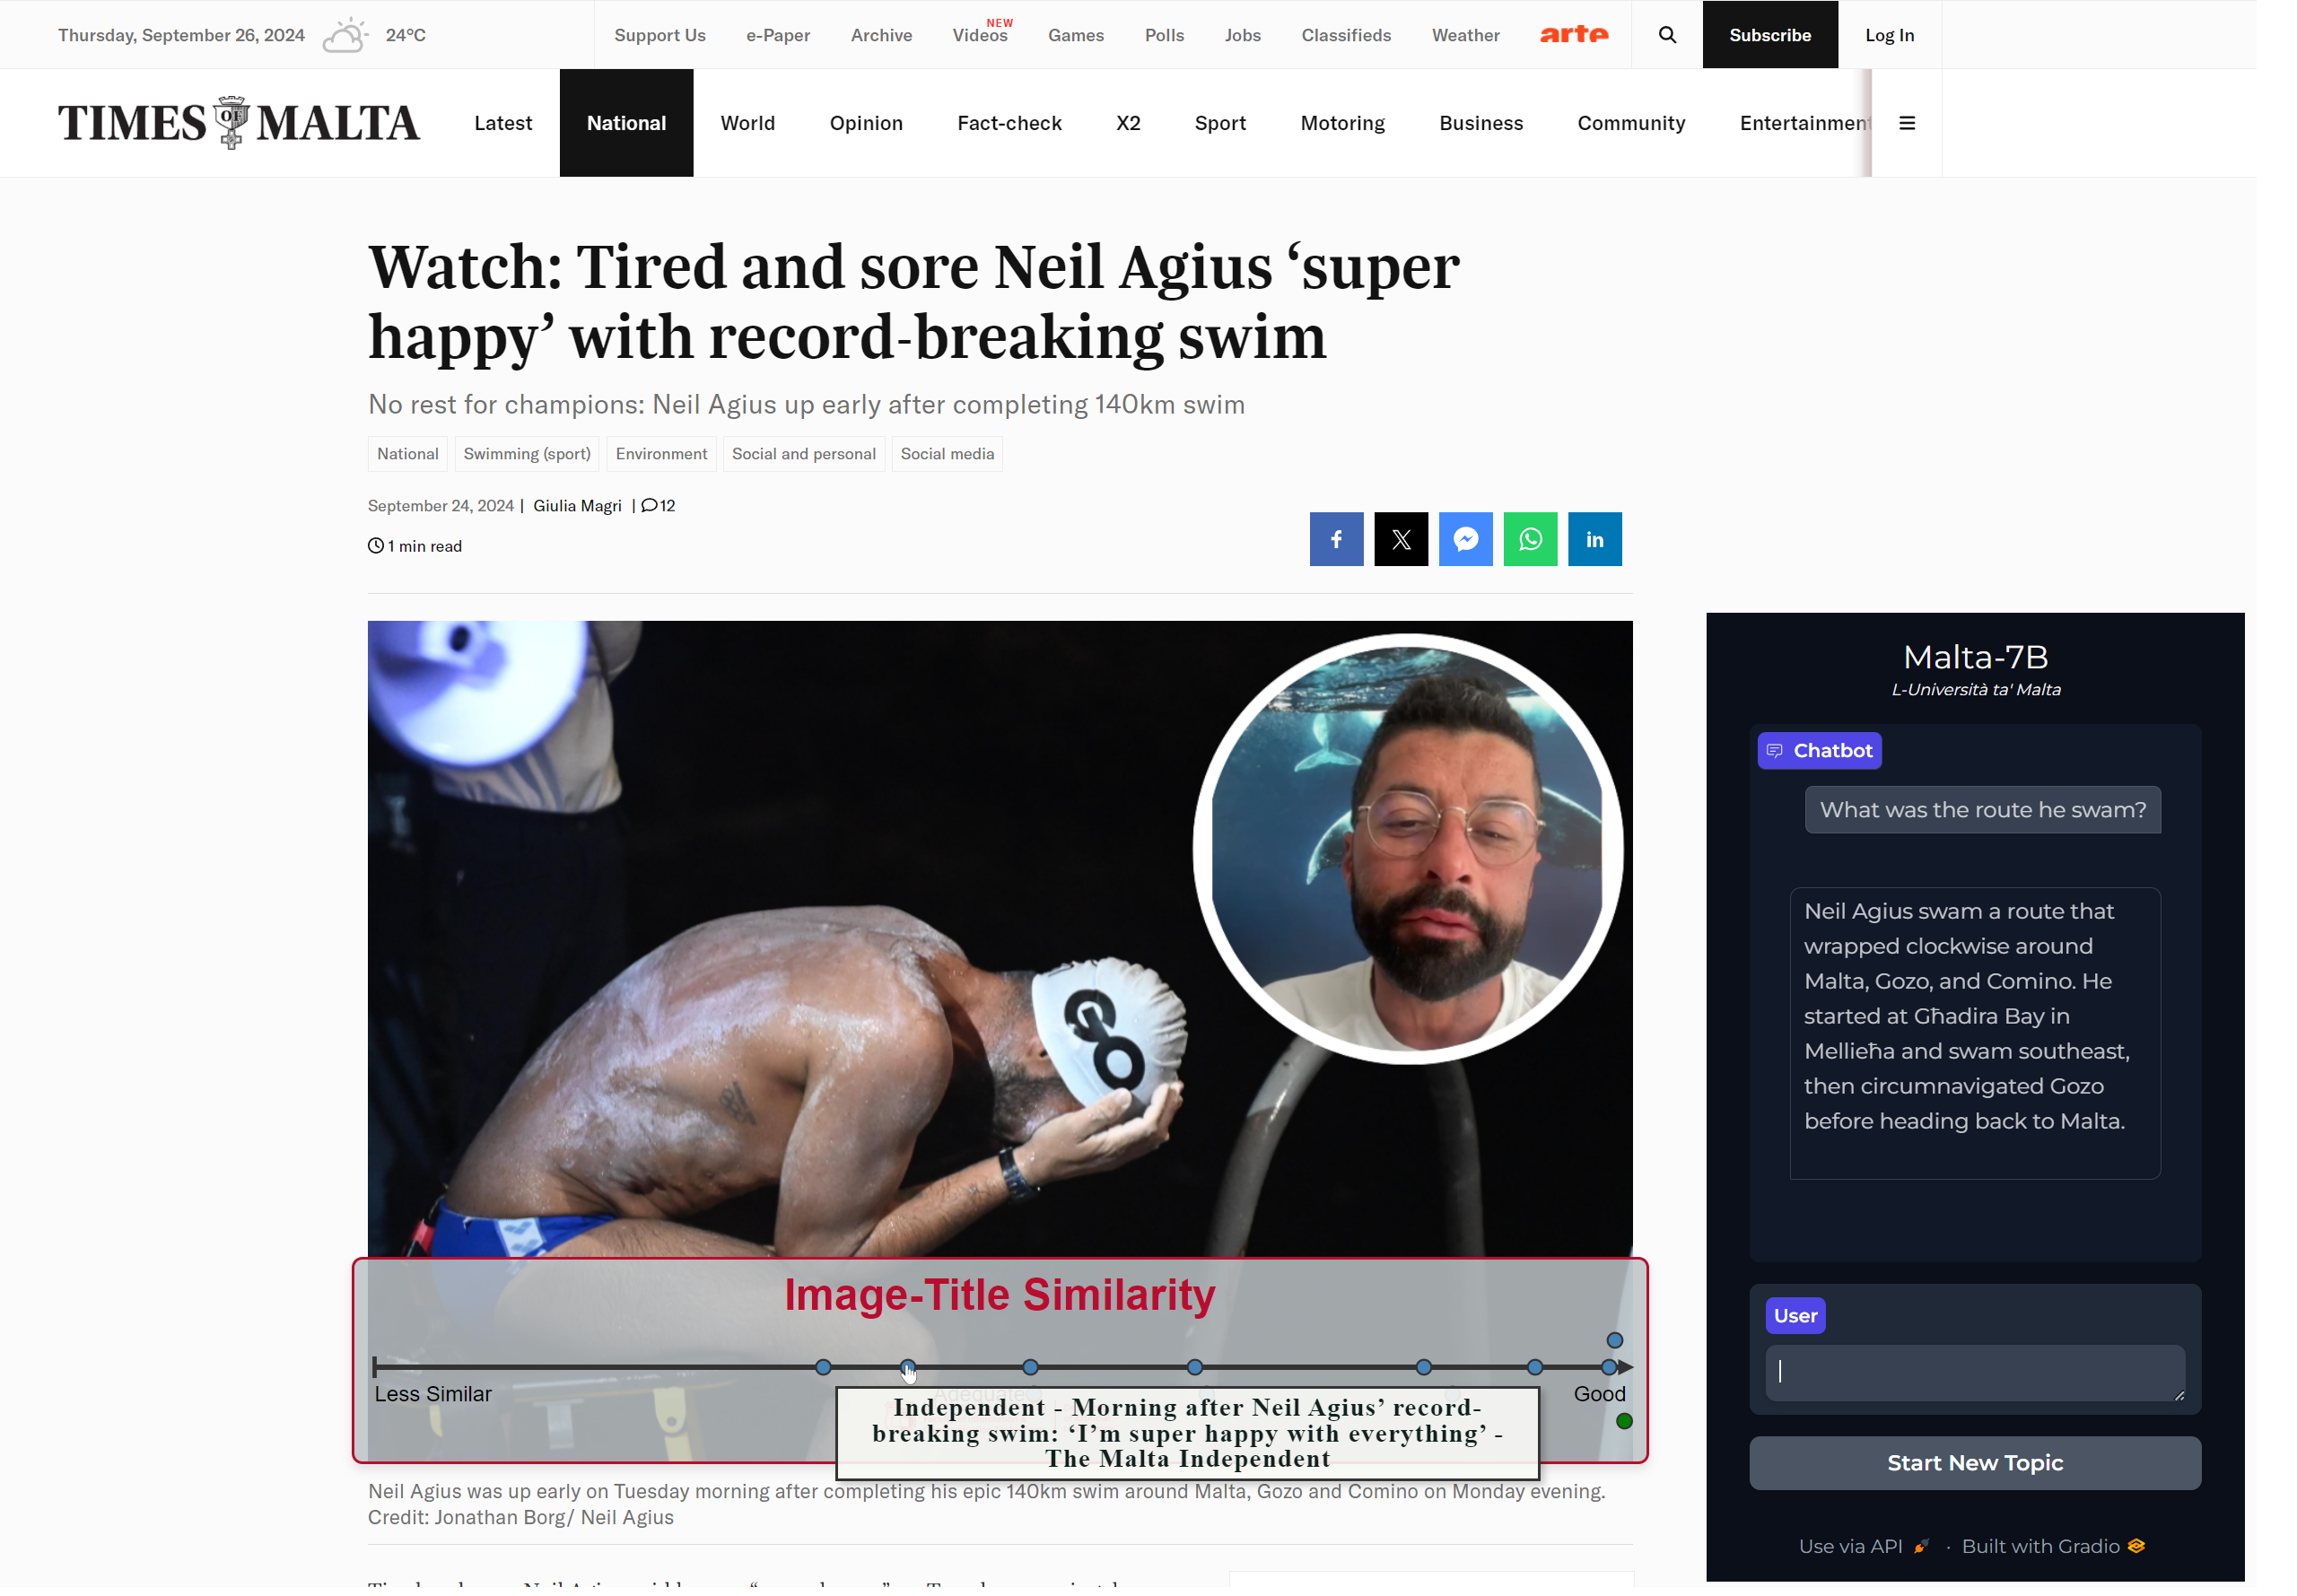 Thursday, September 26, 2024 24°C Support Us e-Paper Archive Videos NEW Games Polls Jobs Classifieds Weather arte Subscribe Log In
TIMES OF MALTA Latest National World Opinion Fact-check X2 Sport Motoring Business Community Entertainment
Watch: Tired and sore Neil Agius ‘super
happy’ with record-breaking swim
No rest for champions: Neil Agius up early after completing 140km swim
National Swimming (sport) Environment Social and personal Social media
September 24, 2024 | Giulia Magri | 12
1 min read
GO
Image-Title Similarity
Less Similar Adequate Good
Independent - Morning after Neil Agius’ record-
breaking swim: ‘I’m super happy with everything’ -
The Malta Independent
Neil Agius was up early on Tuesday morning after completing his epic 140km swim around Malta, Gozo and Comino on Monday evening.
Credit: Jonathan Borg/ Neil Agius
Malta-7B
L-Università ta' Malta
Chatbot
What was the route he swam?
Neil Agius swam a route that
wrapped clockwise around
Malta, Gozo, and Comino. He
started at Għadira Bay in
Mellieħa and swam southeast,
then circumnavigated Gozo
before heading back to Malta.
User
Start New Topic
Use via API · Built with Gradio